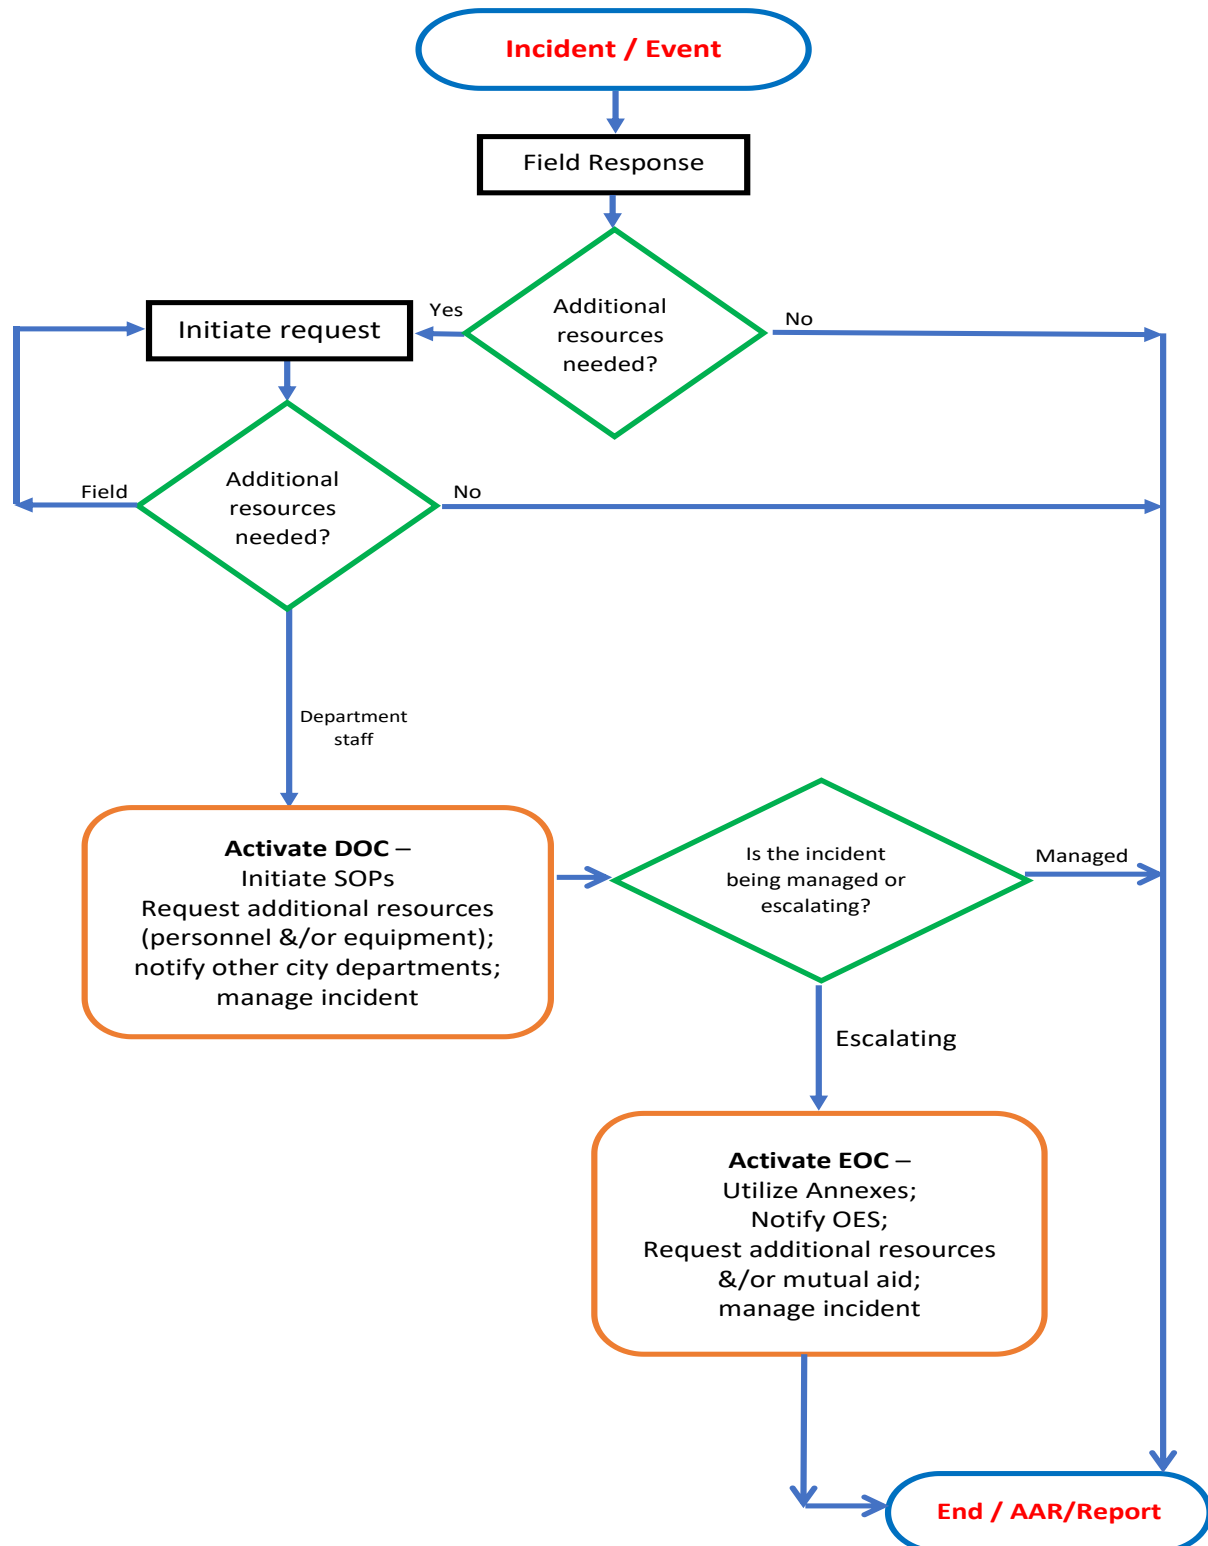 Incident / Event
Field Response
Additional
resources
needed?
Yes
No
Initiate request
Additional
resources
needed?
Field
No
Department
staff
Activate DOC –
Initiate SOPs
Request additional resources
(personnel &/or equipment);
notify other city departments;
manage incident
Is the incident
being managed or
escalating?
Managed
Escalating
Activate EOC –
Utilize Annexes;
Notify OES;
Request additional resources
&/or mutual aid;
manage incident
End / AAR/Report